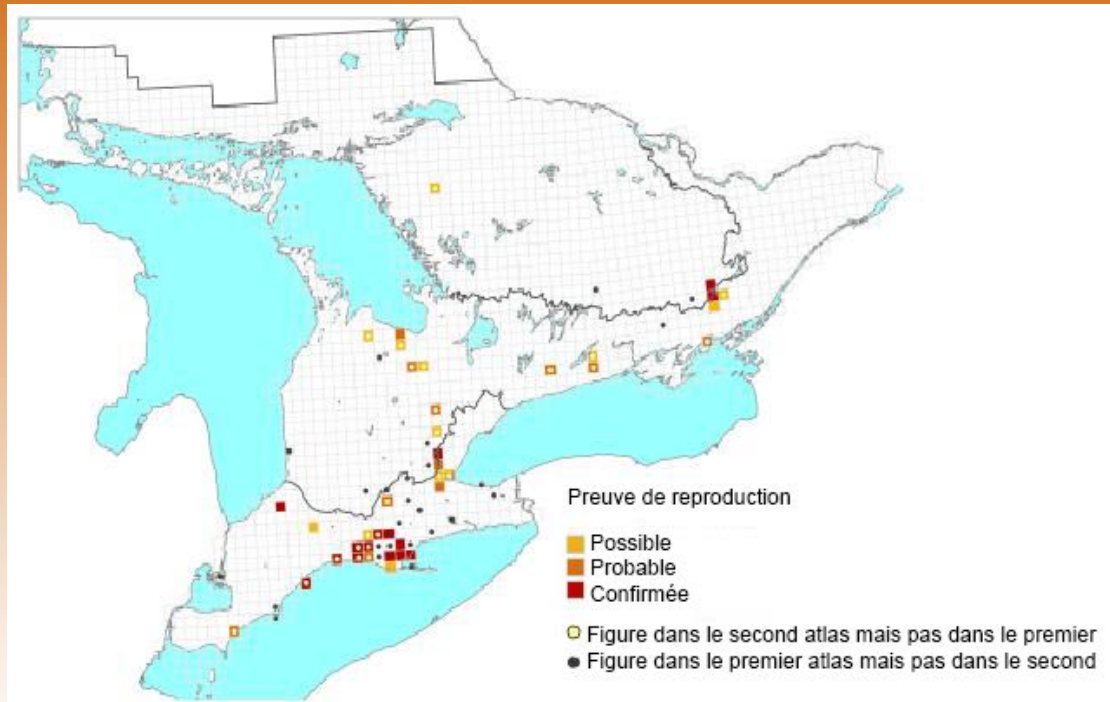 Preuve de reproduction
Possible
Probable
Confirmée
Figure dans le second atlas mais pas dans le premier
Figure dans le premier atlas mais pas dans le second